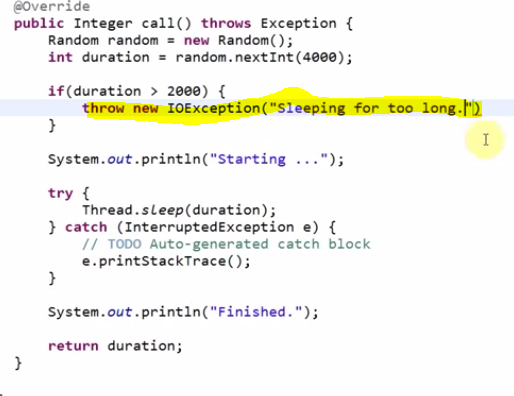 @Override
public Integer call() throws Exception {
    Random random = new Random();
    int duration = random.nextInt(4000);

    if(duration > 2000) {
        throw new IOException("Sleeping for too long.")
    }

    System.out.println("Starting ...");

    try {
        Thread.sleep(duration);
    } catch (InterruptedException e) {
        // TODO Auto-generated catch block
        e.printStackTrace();
    }

    System.out.println("Finished.");

    return duration;
}